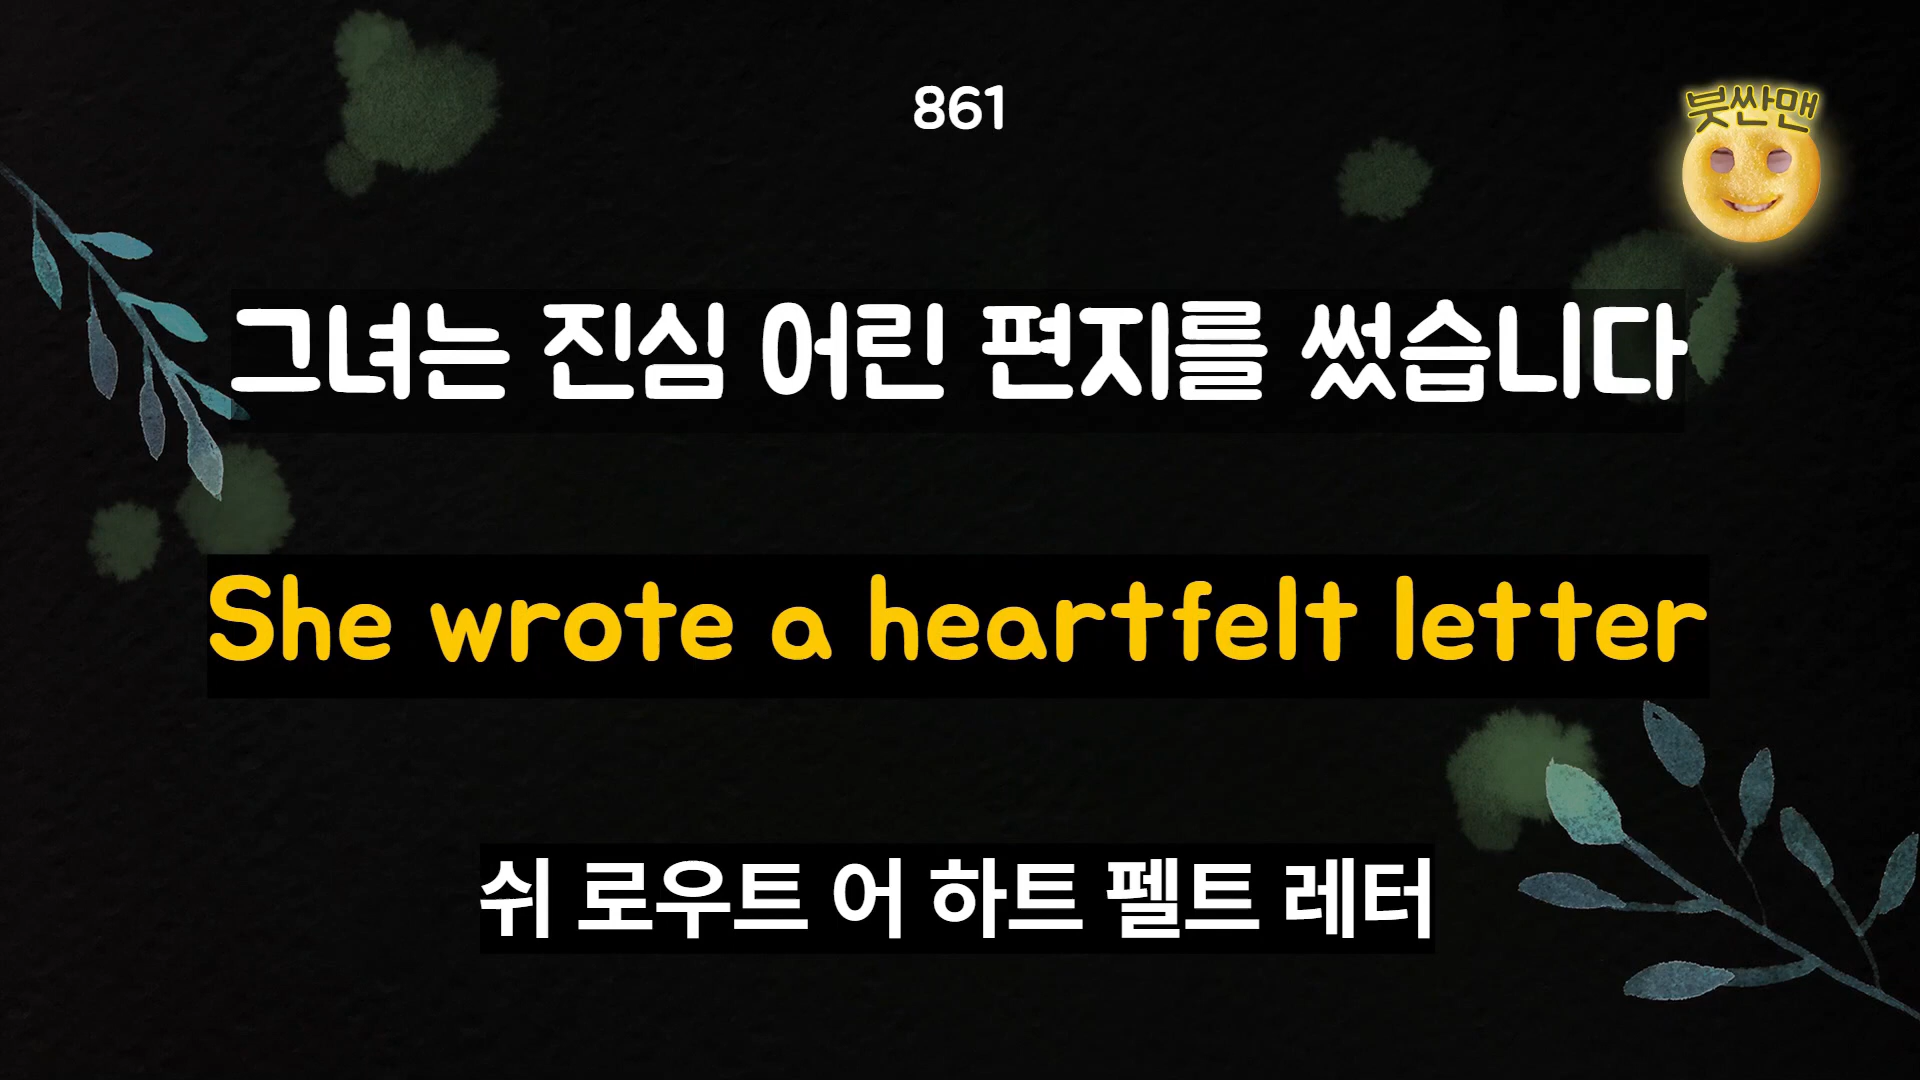 861
붓싼맨
그녀는 진심 어린 편지를 썼습니다
She wrote a heartfelt letter
쉬 로우트 어 하트 펠트 레터